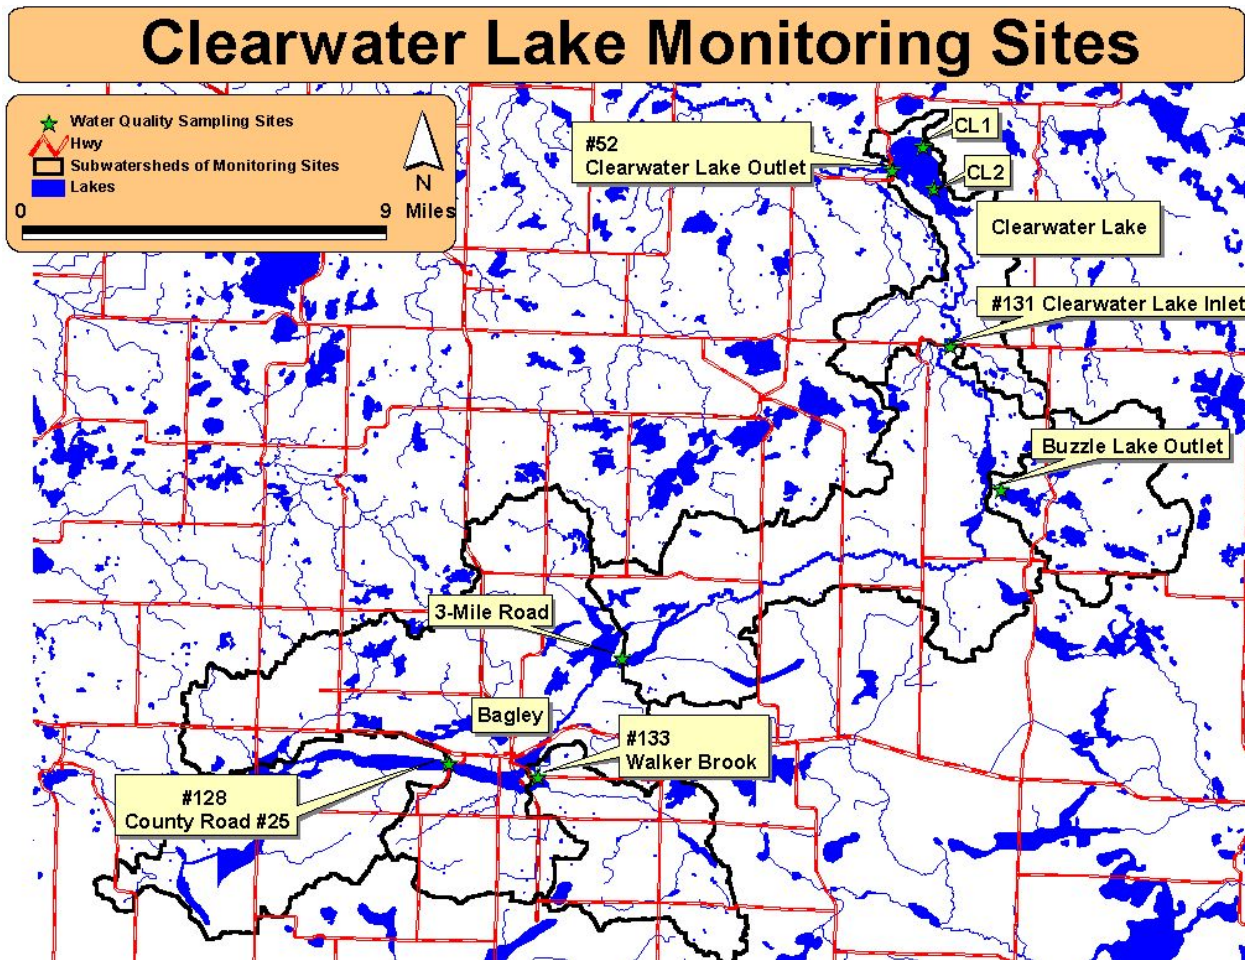 Clearwater Lake Monitoring Sites
Water Quality Sampling Sites
Hwy
Subwatersheds of Monitoring Sites
Lakes
N
0 9 Miles
#52
Clearwater Lake Outlet
CL1
CL2
Clearwater Lake
#131 Clearwater Lake Inlet
Buzzle Lake Outlet
3-Mile Road
Bagley
#133
Walker Brook
#128
County Road #25